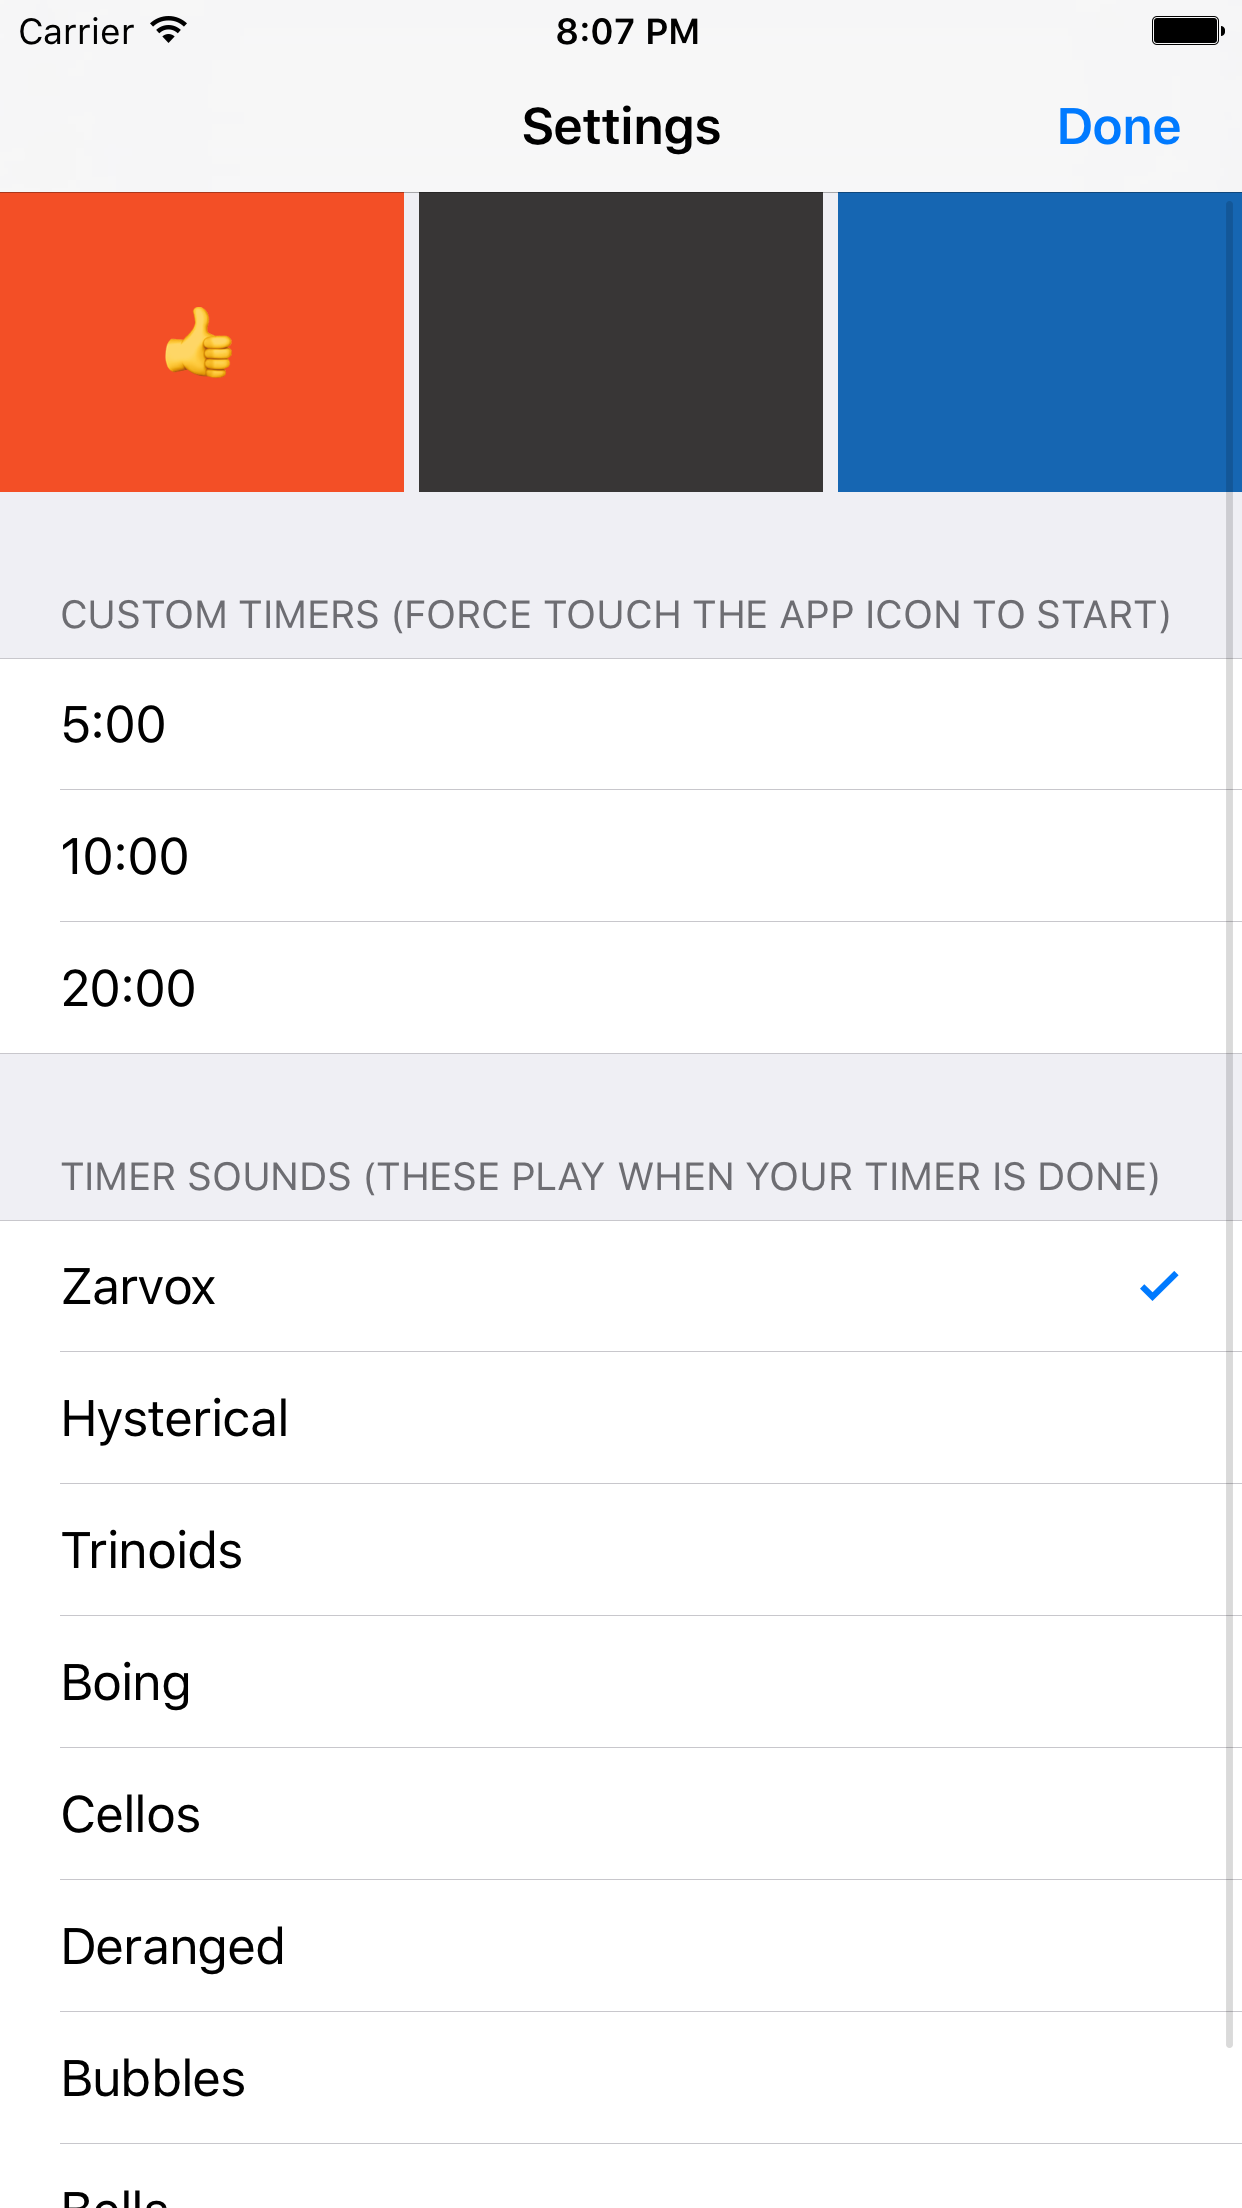 Carrier 8:07 PM
Settings Done
CUSTOM TIMERS (FORCE TOUCH THE APP ICON TO START)
5:00
10:00
20:00
TIMER SOUNDS (THESE PLAY WHEN YOUR TIMER IS DONE)
Zarvox
Hysterical
Trinoids
Boing
Cellos
Deranged
Bubbles
Bells